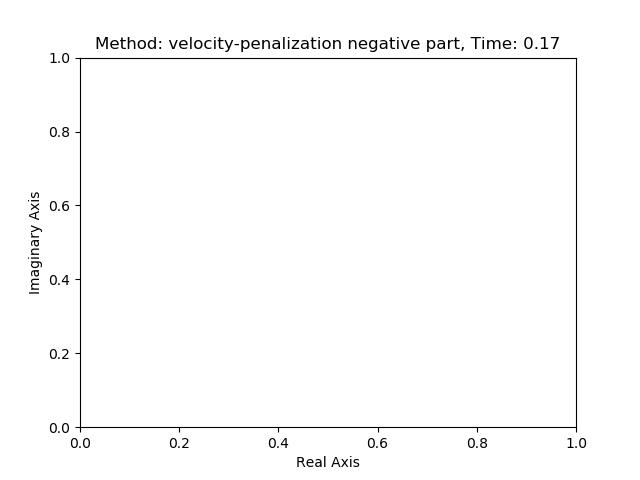 Method: velocity-penalization negative part, Time: 0.17
1.0
0.8
0.6
0.4
0.2
0.0
Imaginary Axis
0.0 0.2 0.4 0.6 0.8 1.0
Real Axis